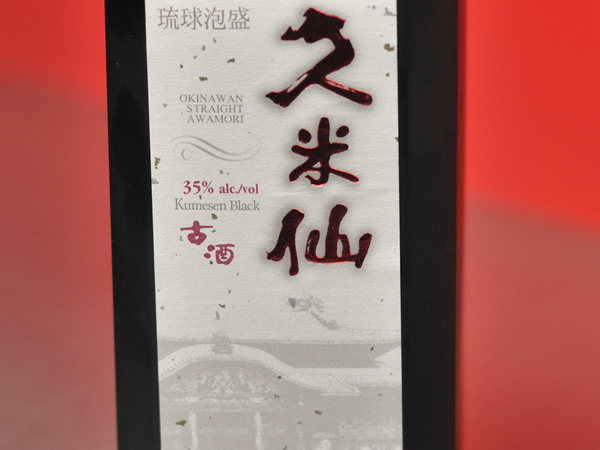 琉球泡盛
久米仙
OKINAWAN
STRAIGHT
AWAMORI
35% alc./vol
Kumesen Black
古酒